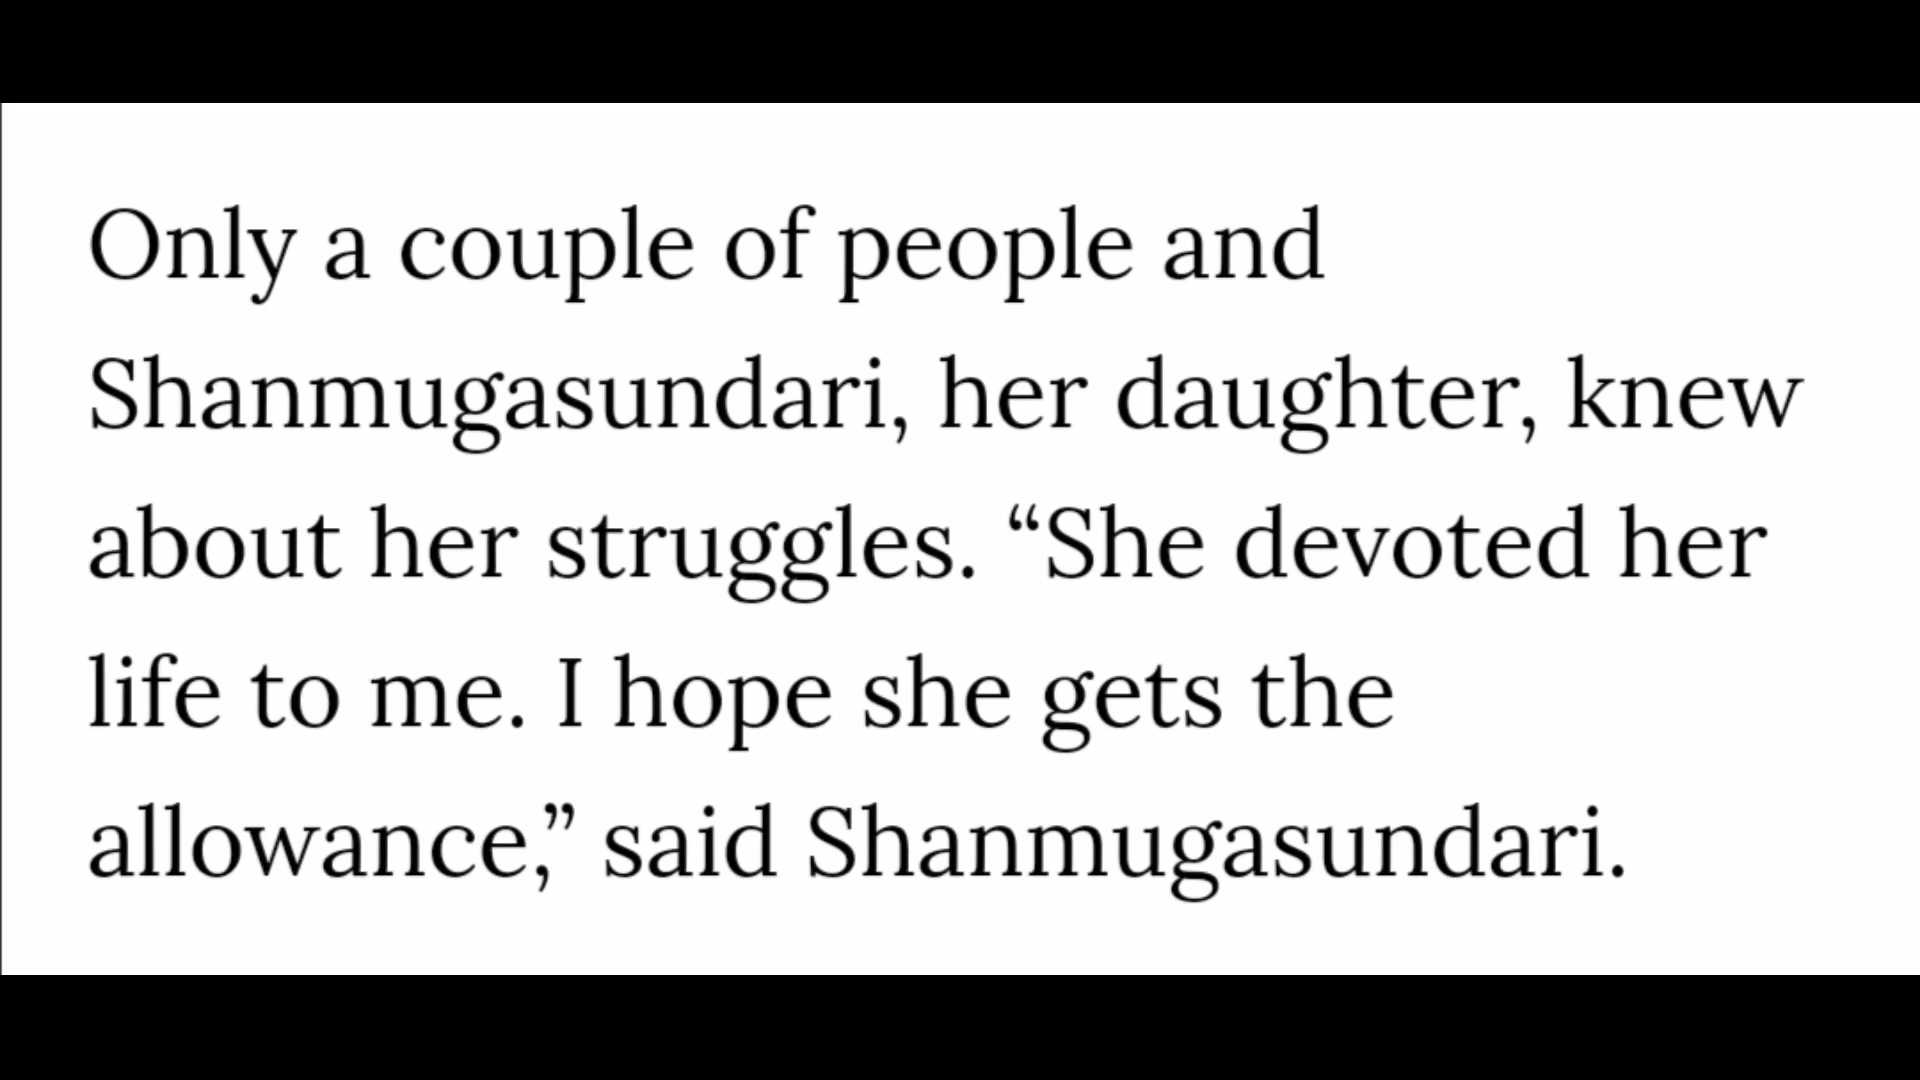 Only a couple of people and
Shanmugasundari, her daughter, knew
about her struggles. “She devoted her
life to me. I hope she gets the
allowance,” said Shanmugasundari.